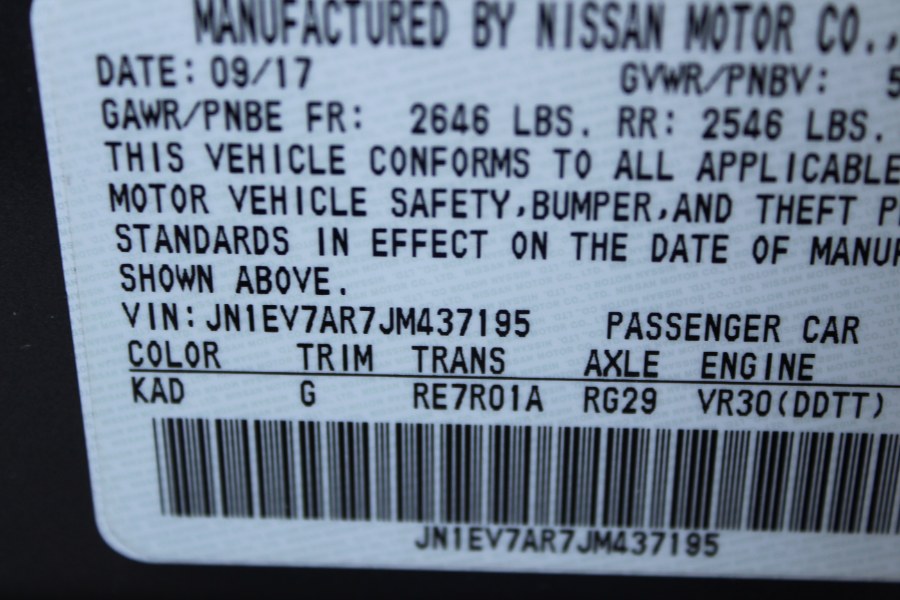 MANUFACTURED BY NISSAN MOTOR CO.,
DATE: 09/17 GVWR/PNBV: 5
GAWR/PNBE FR: 2646 LBS. RR: 2546 LBS.
THIS VEHICLE CONFORMS TO ALL APPLICABLE
MOTOR VEHICLE SAFETY, BUMPER, AND THEFT P
STANDARDS IN EFFECT ON THE DATE OF MANUF
SHOWN ABOVE.
VIN: JN1EV7AR7JM437195 PASSENGER CAR
COLOR TRIM TRANS AXLE ENGINE
KAD G RE7R01A RG29 VR30(DDTT)
JN1EV7AR7JM437195